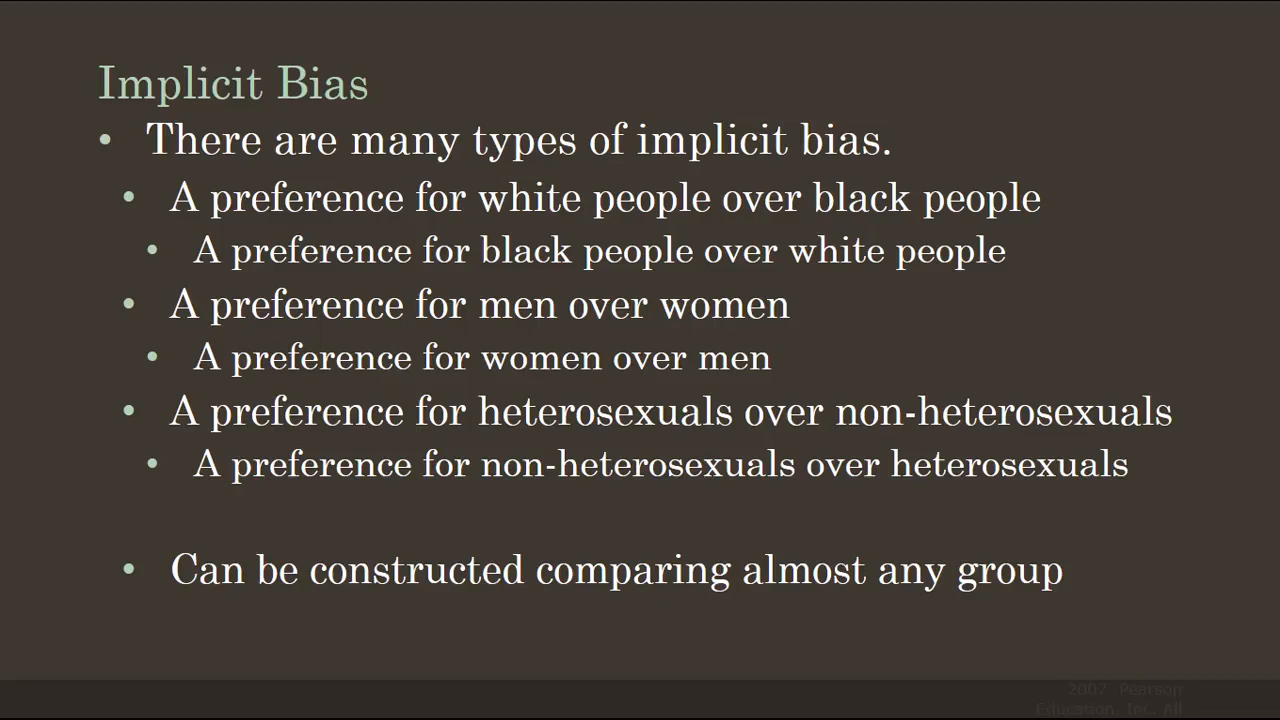 Implicit Bias
• There are many types of implicit bias.
• A preference for white people over black people
• A preference for black people over white people
• A preference for men over women
• A preference for women over men
• A preference for heterosexuals over non-heterosexuals
• A preference for non-heterosexuals over heterosexuals
• Can be constructed comparing almost any group
2007 Pearson
Education, Inc. All